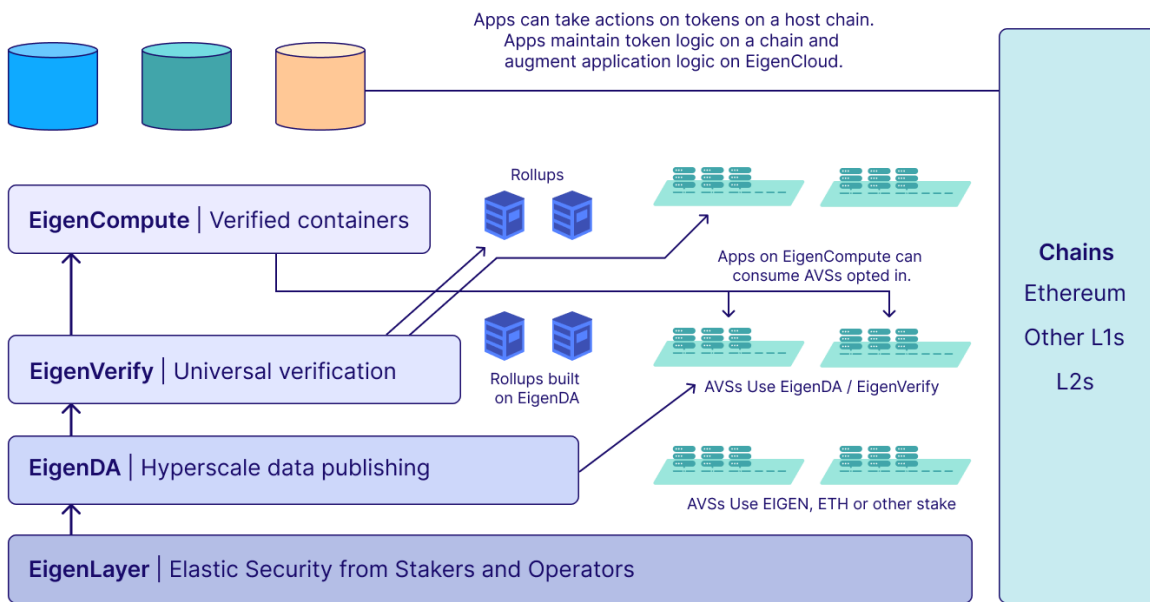 Apps can take actions on tokens on a host chain.
Apps maintain token logic on a chain and
augment application logic on EigenCloud.
Rollups
EigenCompute | Verified containers
Apps on EigenCompute can
consume AVSs opted in.
Chains
Ethereum
Other L1s
L2s
EigenVerify | Universal verification
Rollups built
on EigenDA
AVSs Use EigenDA / EigenVerify
EigenDA | Hyperscale data publishing
AVSs Use EIGEN, ETH or other stake
EigenLayer | Elastic Security from Stakers and Operators